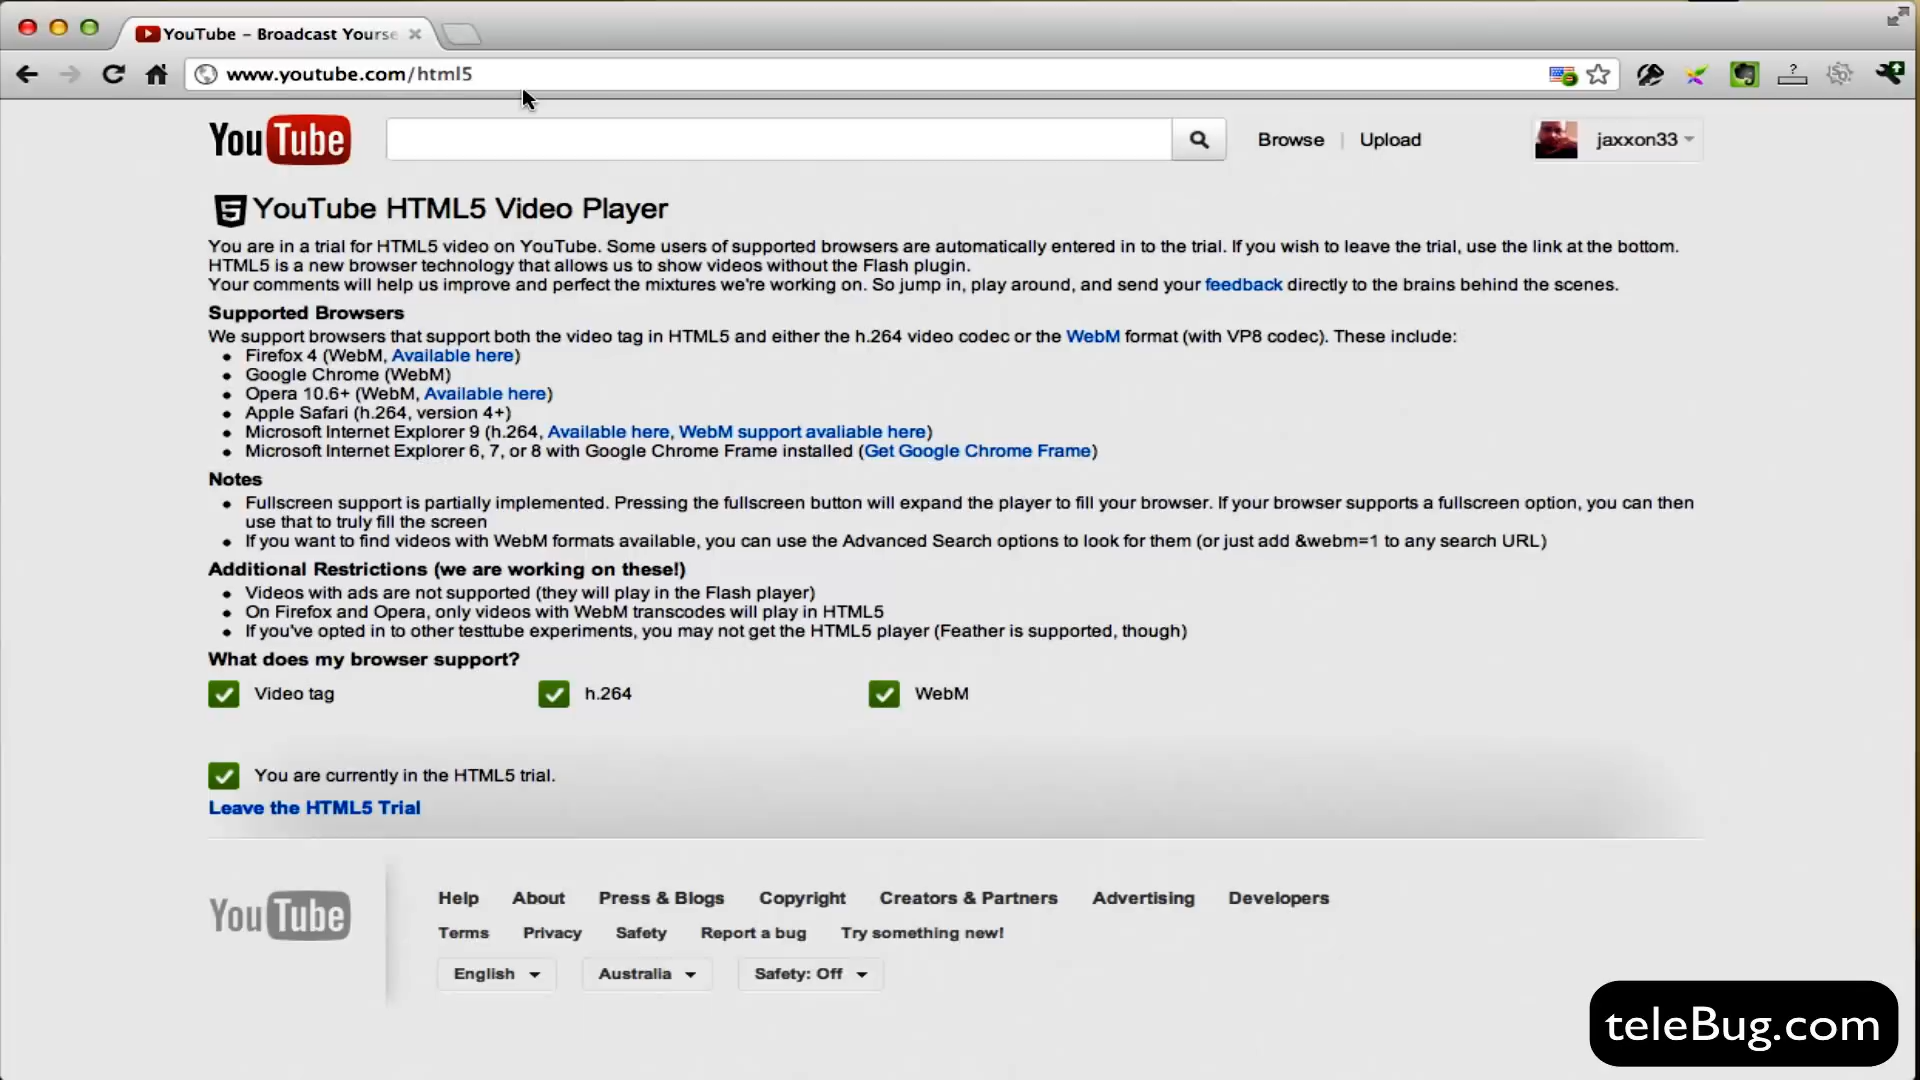 YouTube - Broadcast Yourse
www.youtube.com/html5
YouTube
Browse
Upload
jaxxon33
YouTube HTML5 Video Player
You are in a trial for HTML5 video on YouTube. Some users of supported browsers are automatically entered in to the trial. If you wish to leave the trial, use the link at the bottom.
HTML5 is a new browser technology that allows us to show videos without the Flash plugin.
Your comments will help us improve and perfect the mixtures we're working on. So jump in, play around, and send your feedback directly to the brains behind the scenes.
Supported Browsers
We support browsers that support both the video tag in HTML5 and either the h.264 video codec or the WebM format (with VP8 codec). These include:
Firefox 4 (WebM, Available here)
Google Chrome (WebM)
Opera 10.6+ (WebM, Available here)
Apple Safari (h.264, version 4+)
Microsoft Internet Explorer 9 (h.264, Available here, WebM support avaliable here)
Microsoft Internet Explorer 6, 7, or 8 with Google Chrome Frame installed (Get Google Chrome Frame)
Notes
Fullscreen support is partially implemented. Pressing the fullscreen button will expand the player to fill your browser. If your browser supports a fullscreen option, you can then
use that to truly fill the screen
If you want to find videos with WebM formats available, you can use the Advanced Search options to look for them (or just add &webm=1 to any search URL)
Additional Restrictions (we are working on these!)
Videos with ads are not supported (they will play in the Flash player)
On Firefox and Opera, only videos with WebM transcodes will play in HTML5
If you've opted in to other testtube experiments, you may not get the HTML5 player (Feather is supported, though)
What does my browser support?
Video tag
h.264
WebM
You are currently in the HTML5 trial.
Leave the HTML5 Trial
YouTube
Help About Press & Blogs Copyright Creators & Partners Advertising Developers
Terms Privacy Safety Report a bug Try something new!
English
Australia
Safety: Off
teleBug.com